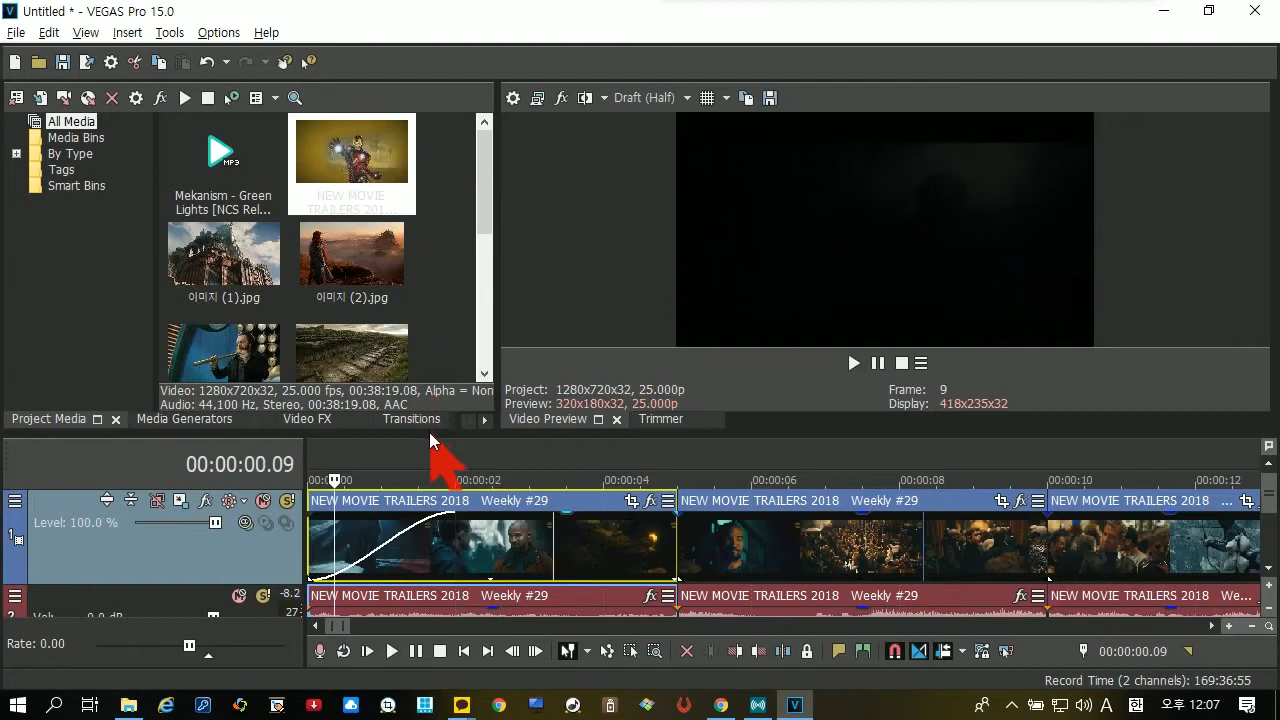 Untitled * - VEGAS Pro 15.0
File Edit View Insert Tools Options Help
Draft (Half)
All Media
Media Bins
By Type
Tags
Smart Bins
MP3
Mekanism - Green
Lights [NCS Rel...
NEW MOVIE
TRAILERS 201...
이미지 (1).jpg
이미지 (2).jpg
Video: 1280x720x32, 25.000 fps, 00:38:19.08, Alpha = Non
Audio: 44,100 Hz, Stereo, 00:38:19.08, AAC
Project: 1280x720x32, 25.000p
Preview: 320x180x32, 25.000p
Frame: 9
Display: 418x235x32
Project Media Media Generators Video FX Transitions
Video Preview Trimmer
00:00:00.09
00:00:02 00:00:04 00:00:06 00:00:08 00:00:10 00:00:12
NEW MOVIE TRAILERS 2018 Weekly #29
NEW MOVIE TRAILERS 2018 Weekly #29
NEW MOVIE TRAILERS 2018 ...
1
Level: 100.0 %
-8.2
NEW MOVIE TRAILERS 2018 Weekly #29
NEW MOVIE TRAILERS 2018 Weekly #29
NEW MOVIE TRAILERS 2018 We...
27
Rate: 0.00
00:00:00.09
Record Time (2 channels): 169:36:55
A 한 오후 12:07